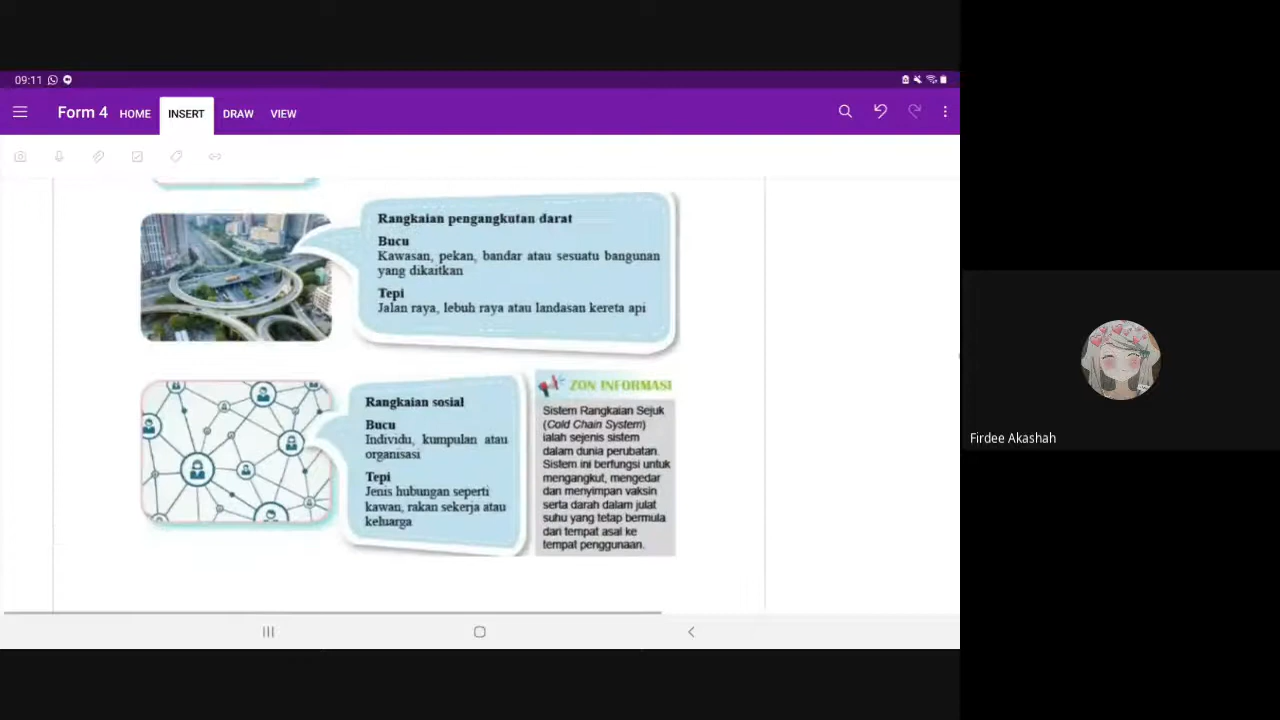 09:11
Form 4 HOME INSERT DRAW VIEW
Rangkaian pengangkutan darat
Bucu
Kawasan, pekan, bandar atau sesuatu bangunan
yang dikaitkan
Tepi
Jalan raya, lebuh raya atau landasan kereta api
Rangkaian sosial
Bucu
Individu, kumpulan atau
organisasi
Tepi
Jenis hubungan seperti
kawan, rakan sekerja atau
keluarga
ZON INFORMASI
Sistem Rangkaian Sejuk
(Cold Chain System)
ialah sejenis sistem
dalam dunia perubatan.
Sistem ini berfungsi untuk
mengangkut, mengedar
dan menyimpan vaksin
serta darah dalam julat
suhu yang tetap bermula
dari tempat asal ke
tempat penggunaan.
Firdee Akashah